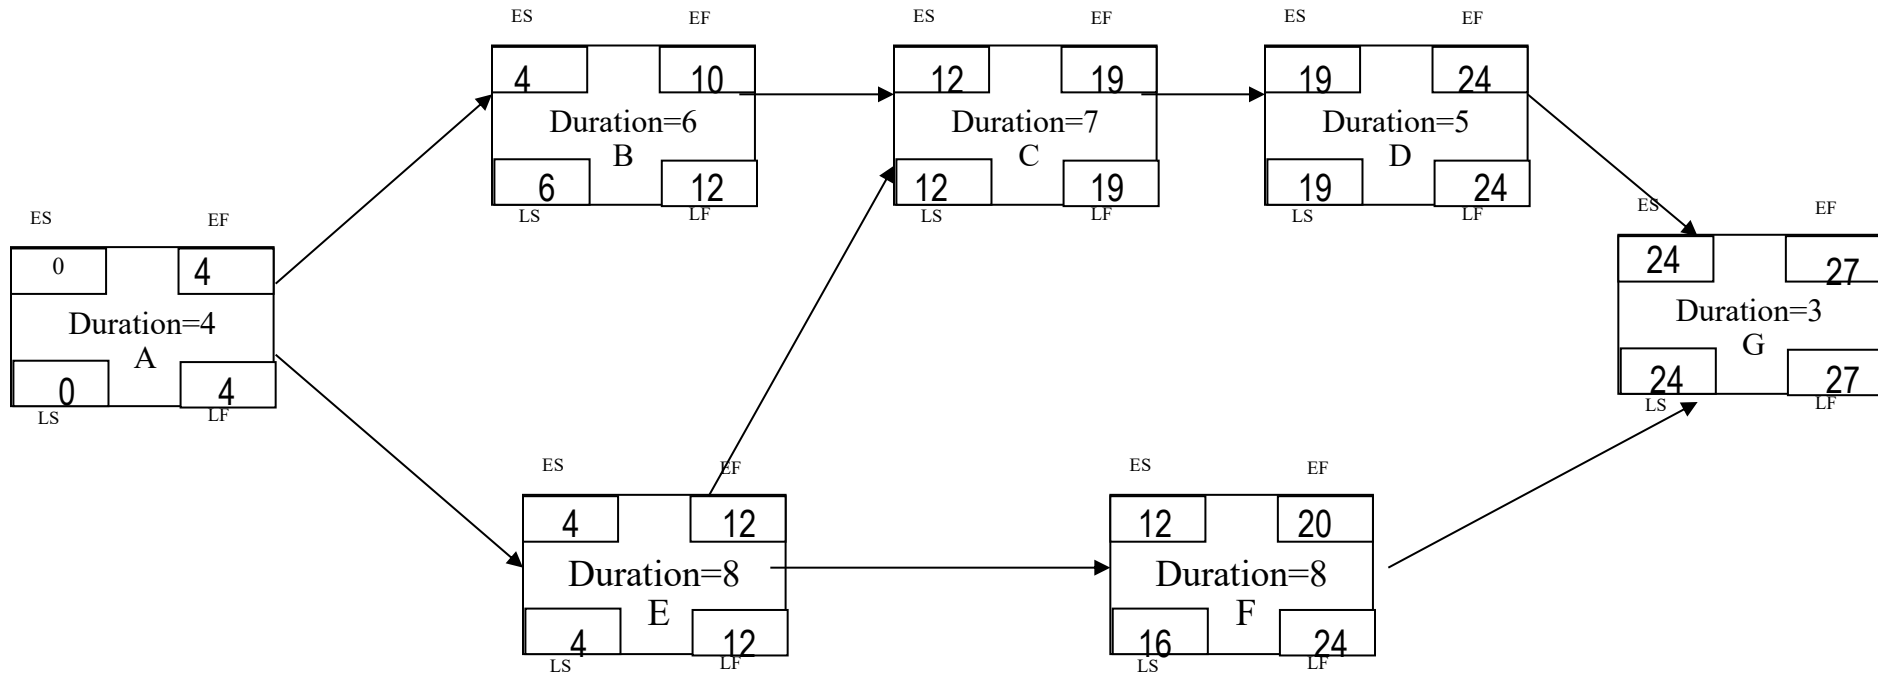 ES EF
4 10
Duration=6
B
6 12
LS LF
ES EF
12 19
Duration=7
C
12 19
LS LF
ES EF
19 24
Duration=5
D
19 24
LS LF
ES EF
0 4
Duration=4
A
0 4
LS LF
ES EF
24 27
Duration=3
G
24 27
LS LF
ES EF
4 12
Duration=8
E
4 12
LS LF
ES EF
12 20
Duration=8
F
16 24
LS LF